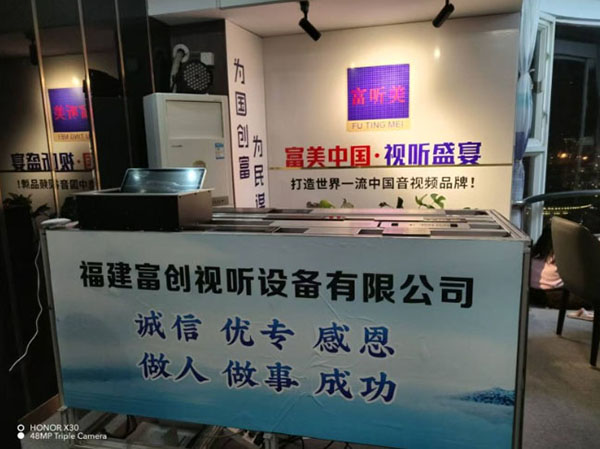 富听美
FU TING MEI
富美中国·视听盛宴
打造世界一流中国音视频品牌！
为国创富
为民谋
福建富创视听设备有限公司
诚信 优专 感恩
做人 做事 成功
HONOR X30
48MP Triple Camera